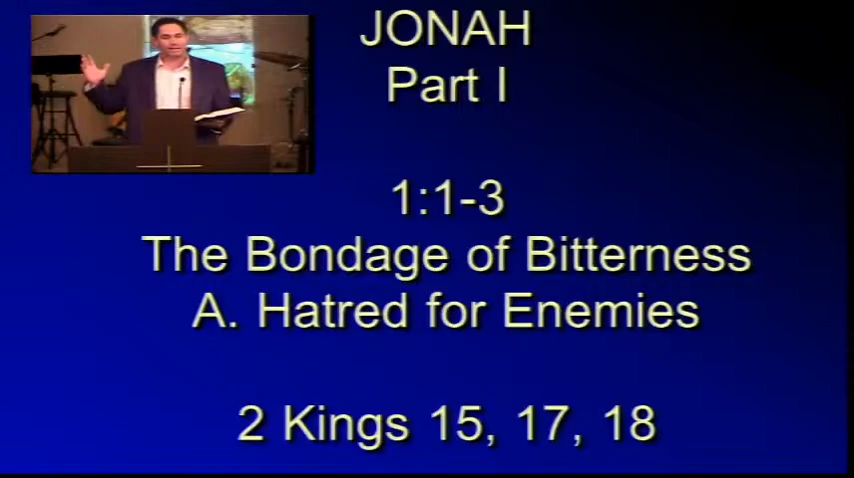 JONAH
Part I
1:1-3
The Bondage of Bitterness
A. Hatred for Enemies
2 Kings 15, 17, 18